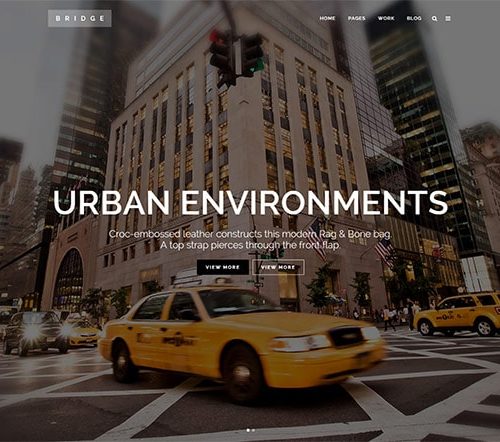 BRIDGE
HOME PAGES WORK BLOG
URBAN ENVIRONMENTS
Croc-embossed leather constructs this modern Rag & Bone bag.
A top strap pierces through the front flap.
VIEW MORE VIEW MORE